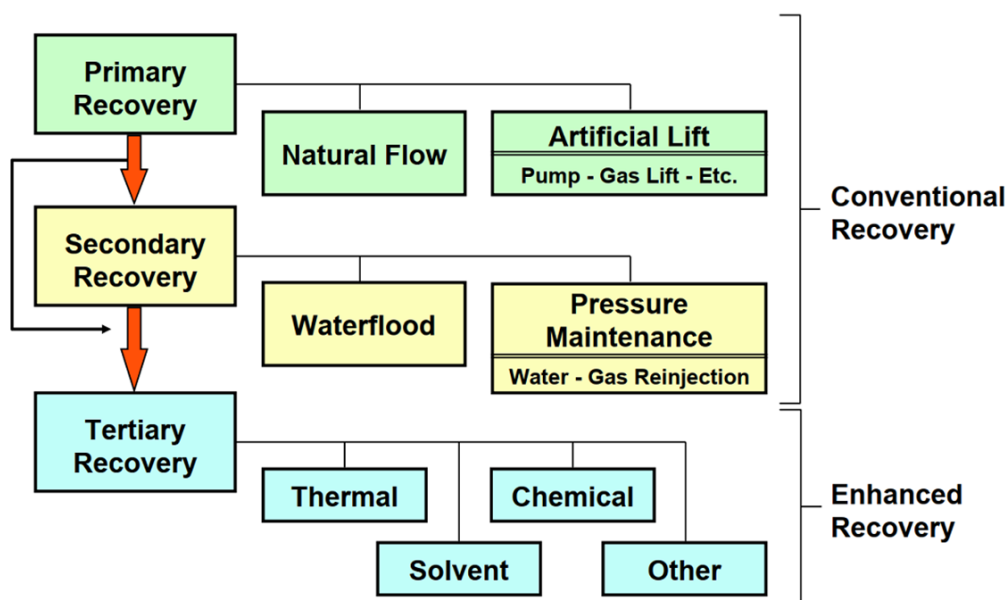 Primary
Recovery
Natural Flow
Artificial Lift
Pump - Gas Lift - Etc.
Conventional
Recovery
Secondary
Recovery
Waterflood
Pressure
Maintenance
Water - Gas Reinjection
Tertiary
Recovery
Thermal
Chemical
Solvent
Other
Enhanced
Recovery